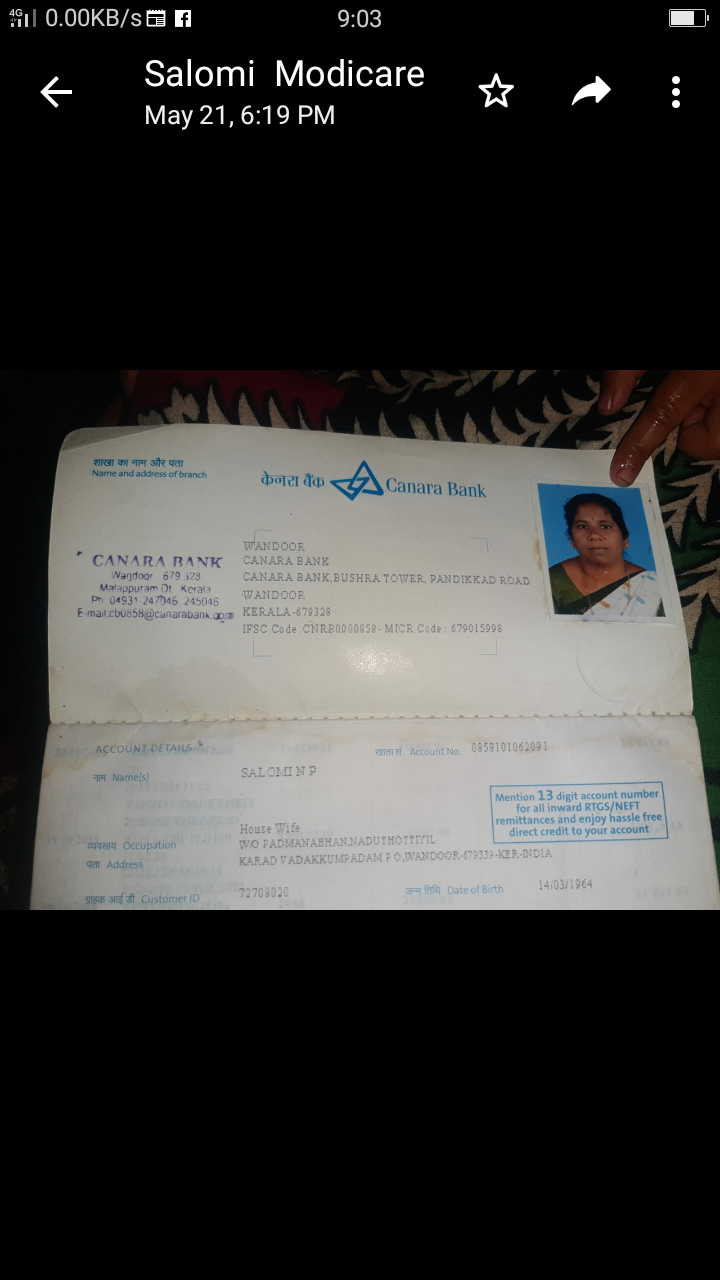 4G 0.00KB/s 9:03
Salomi Modicare
May 21, 6:19 PM
शाखा का नाम और पता
Name and address of branch
केनरा बैंक Canara Bank
CANARA BANK
Wandoor 679 328
Malappuram Dt. Kerala
Ph: 04931-247046, 245046
E-mail.cb0858@canarabank.com
WANDOOR
CANARA BANK
CANARA BANK,BUSHRA TOWER, PANDIKKAD ROAD
WANDOOR
KERALA-679328
IFSC Code :CNRB0000858- MICR Code : 679015998
ACCOUNT DETAILS
खाता सं. Account No. 0858101062091
नाम Name(s) SALOMI N P
Mention 13 digit account number
for all inward RTGS/NEFT
remittances and enjoy hassle free
direct credit to your account
व्यवसाय Occupation House Wife
पता Address W/O PADMANABHAN,NADUTHOTTIYIL
KARAD VADAKKUMPADAM P O,WANDOOR-679339-KER-INDIA
ग्राहक आई डी Customer ID 72709020
जन्म तिथि Date of Birth 14/03/1964